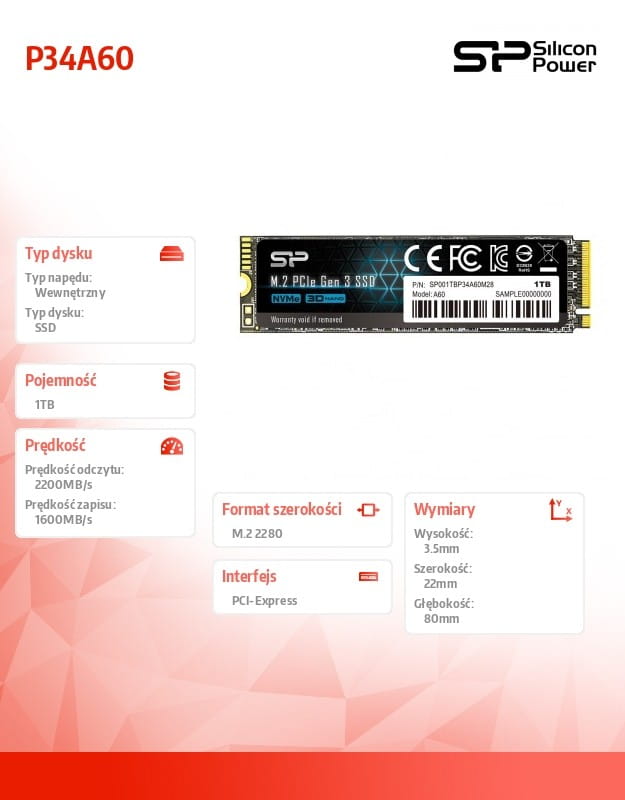 P34A60
SP Silicon
Power
Typ dysku
Typ napędu:
Wewnętrzny
Typ dysku:
SSD
SP
M.2 PCIe Gen 3 SSD
NVMe 3D NAND
Warranty void if removed
CE FC
RoHS
P/N: SP001TBP34A60M28 1TB
Model: A60 SAMPLE00000000
Pojemność
1TB
Prędkość
Prędkość odczytu:
2200MB/s
Prędkość zapisu:
1600MB/s
Format szerokości
M.2 2280
Interfejs
PCI-Express
Wymiary
Y
X
Wysokość:
3.5mm
Szerokość:
22mm
Głębokość:
80mm